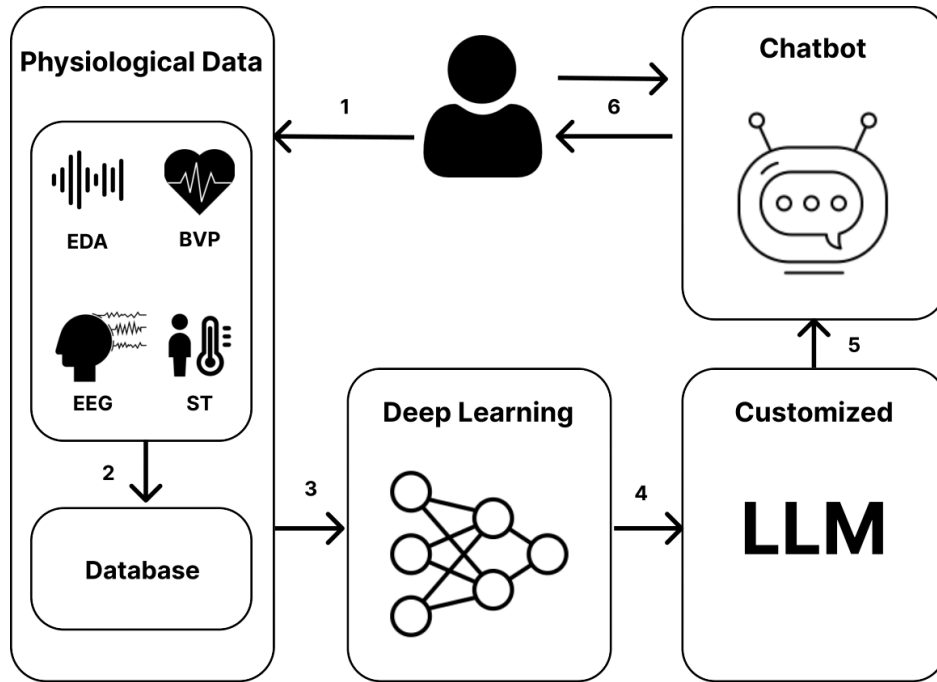 Physiological Data
EDA
BVP
EEG
ST
2
Database
1
6
Chatbot
3
Deep Learning
4
Customized
LLM
5